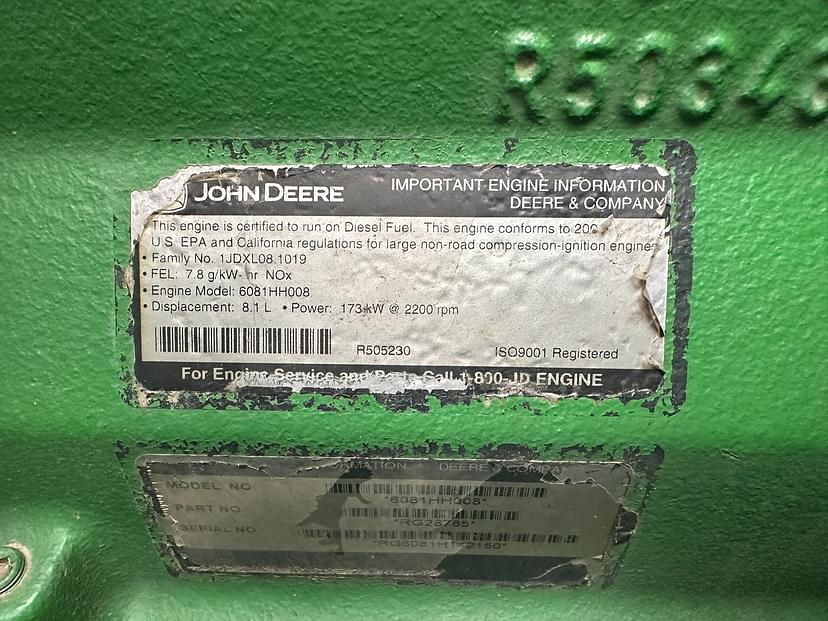 R50343
JOHN DEERE
IMPORTANT ENGINE INFORMATION
DEERE & COMPANY
This engine is certified to run on Diesel Fuel. This engine conforms to
U.S. EPA and California regulations for large non-road compression-ignition engines
• Family No. 1JDXL08.1019
• FEL: 7.8 g/kW-hr NOx
• Engine Model: 6081HH008
• Displacement: 8.1 L • Power: 173 kW @ 2200 rpm
R505230 ISO9001 Registered
For Engine Service and Parts Call 1-800-JD ENGINE
DEERE & COMPANY
MODEL NO
*6081HH008*
PART NO
*RG28785*
SERIAL NO